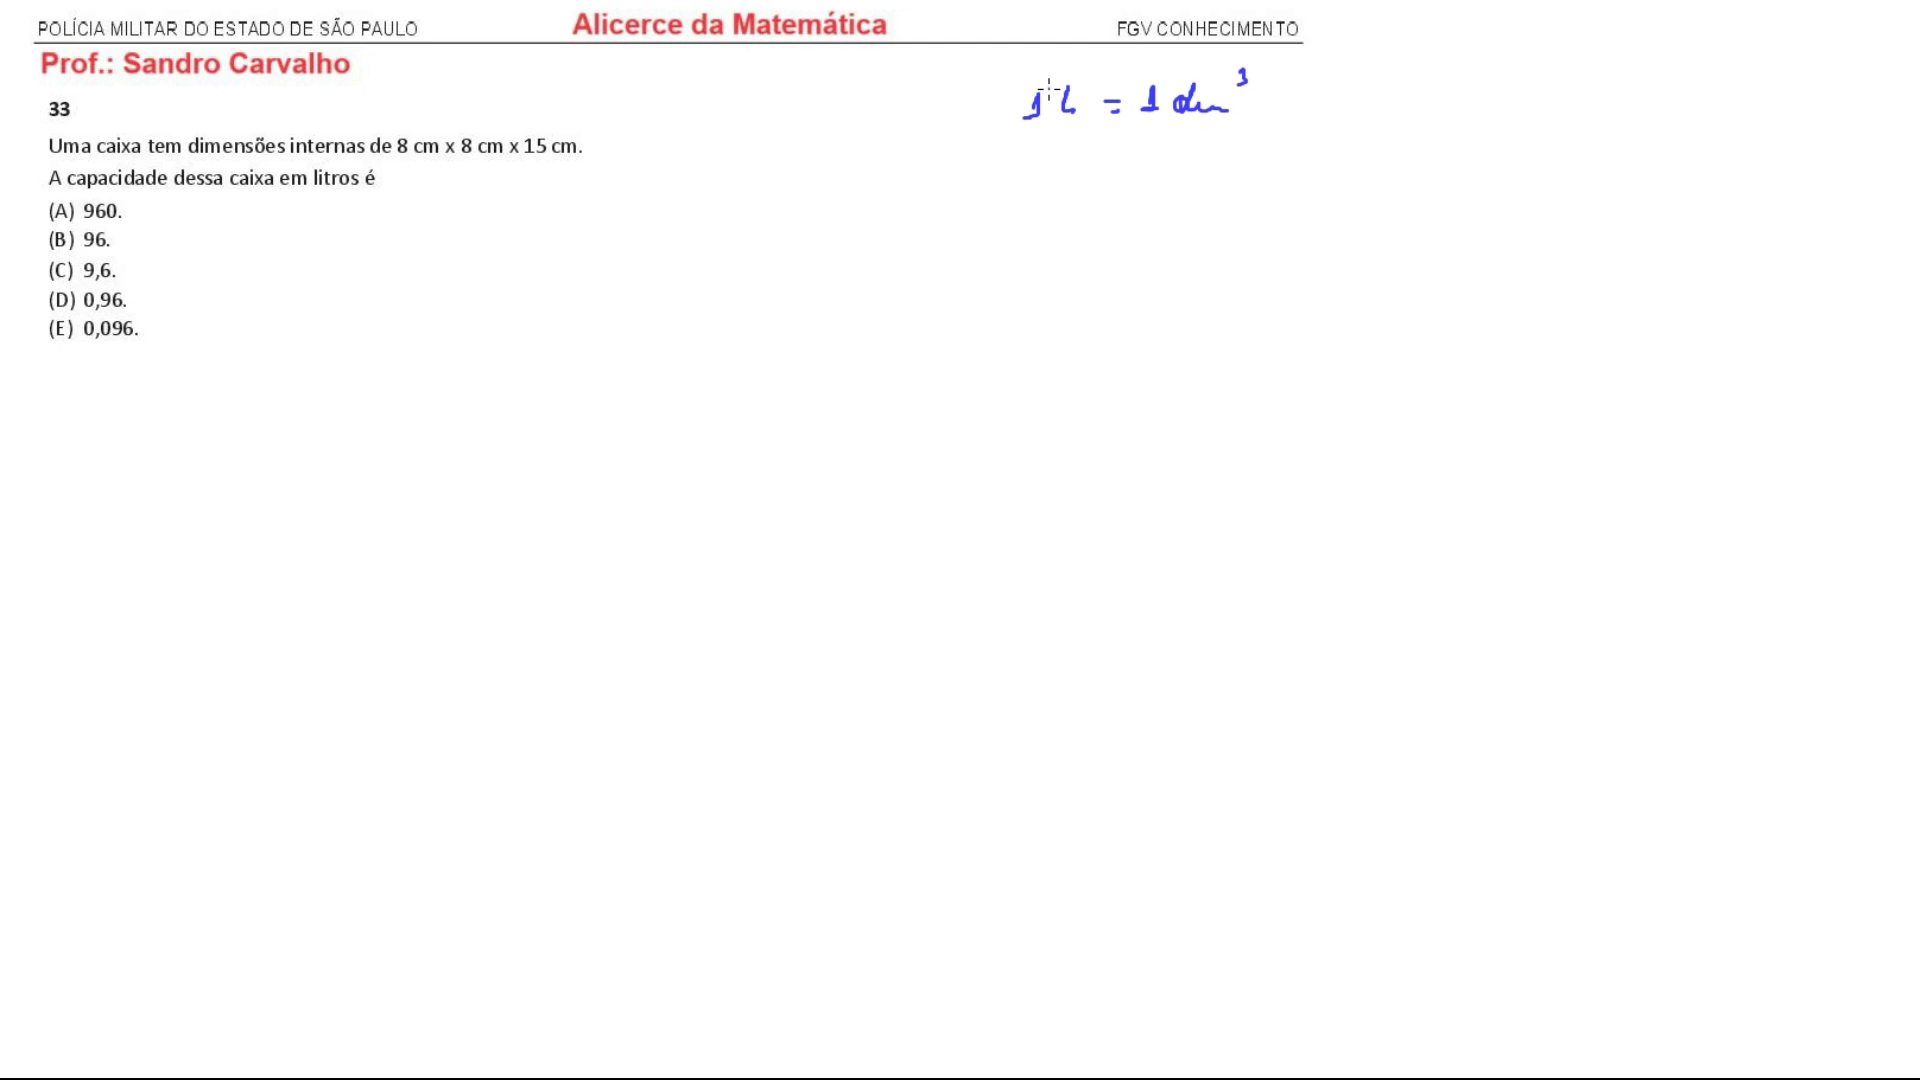 POLÍCIA MILITAR DO ESTADO DE SÃO PAULO Alicerce da Matemática FGV CONHECIMENTO
Prof.: Sandro Carvalho
1 L = 1 dm³
33
Uma caixa tem dimensões internas de 8 cm x 8 cm x 15 cm.
A capacidade dessa caixa em litros é
(A) 960.
(B) 96.
(C) 9,6.
(D) 0,96.
(E) 0,096.